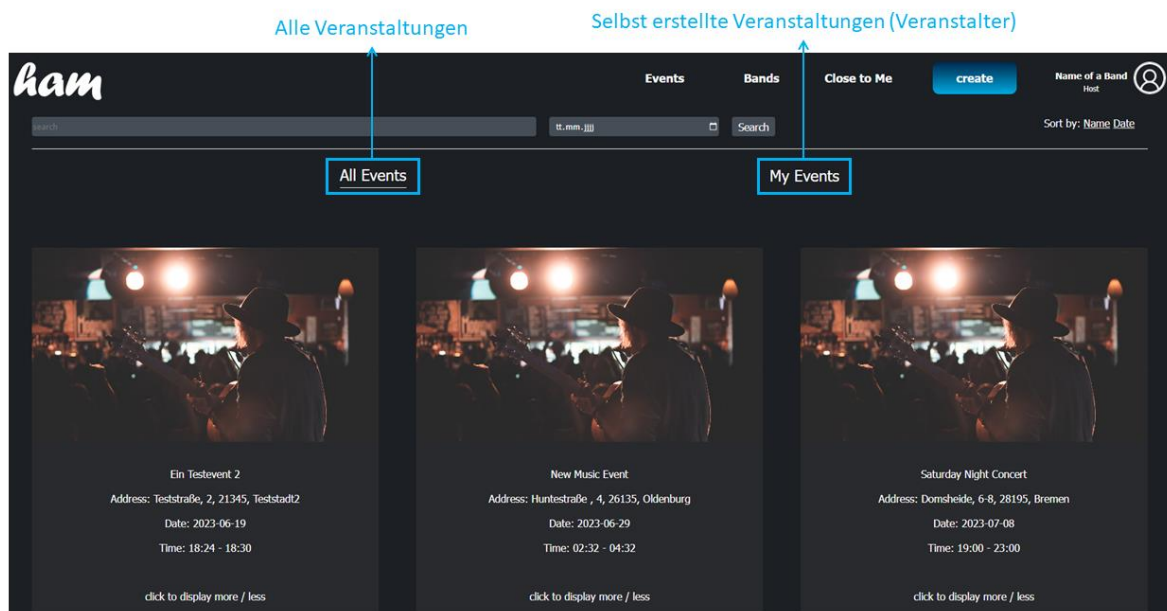 Alle Veranstaltungen
Selbst erstellte Veranstaltungen (Veranstalter)
ham
Events
Bands
Close to Me
create
Name of a Band
Host
search
tt.mm.jjjj
Search
Sort by: Name Date
All Events
My Events
Ein Testevent 2
Address: Teststraße, 2, 21345, Teststadt2
Date: 2023-06-19
Time: 18:24 - 18:30
click to display more / less
New Music Event
Address: Huntestraße , 4, 26135, Oldenburg
Date: 2023-06-29
Time: 02:32 - 04:32
click to display more / less
Saturday Night Concert
Address: Domsheide, 6-8, 28195, Bremen
Date: 2023-07-08
Time: 19:00 - 23:00
click to display more / less